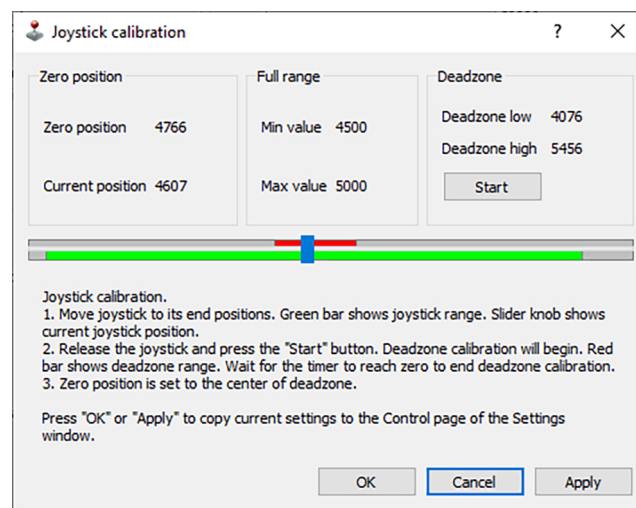 Joystick calibration
?
Zero position
Full range
Deadzone
Zero position 4766
Min value 4500
Deadzone low 4076
Deadzone high 5456
Current position 4607
Max value 5000
Start
Joystick calibration.
1. Move joystick to its end positions. Green bar shows joystick range. Slider knob shows
current joystick position.
2. Release the joystick and press the "Start" button. Deadzone calibration will begin. Red
bar shows deadzone range. Wait for the timer to reach zero to end deadzone calibration.
3. Zero position is set to the center of deadzone.
Press "OK" or "Apply" to copy current settings to the Control page of the Settings
window.
OK
Cancel
Apply